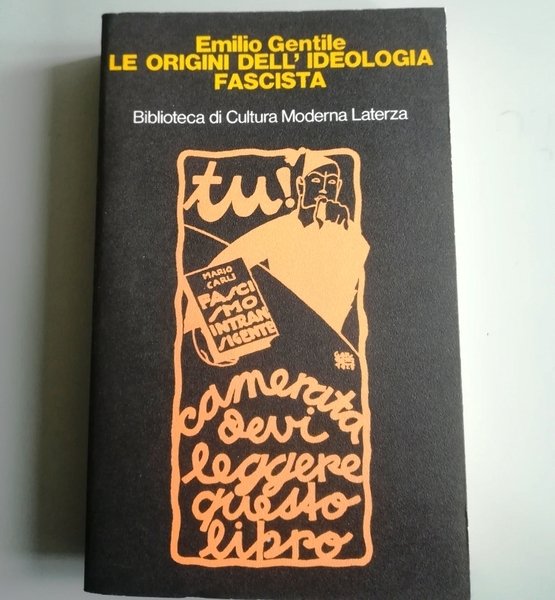 Emilio Gentile
LE ORIGINI DELL'IDEOLOGIA
FASCISTA
Biblioteca di Cultura Moderna Laterza
tu!
MARIO
CARLI
FASCI
SMO
INTRAN
SIGENTE
camerata
devi
leggere
questo
libro